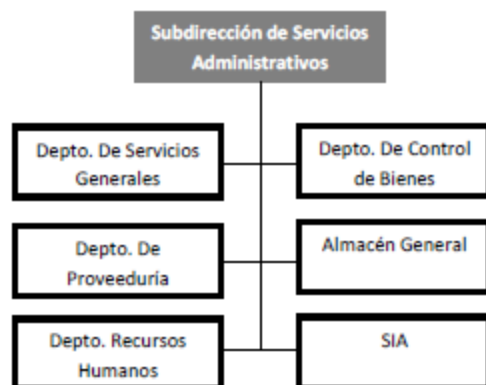 Subdirección de Servicios
Administrativos
Depto. De Servicios
Generales
Depto. De Control
de Bienes
Depto. De
Proveeduría
Almacén General
Depto. Recursos
Humanos
SIA